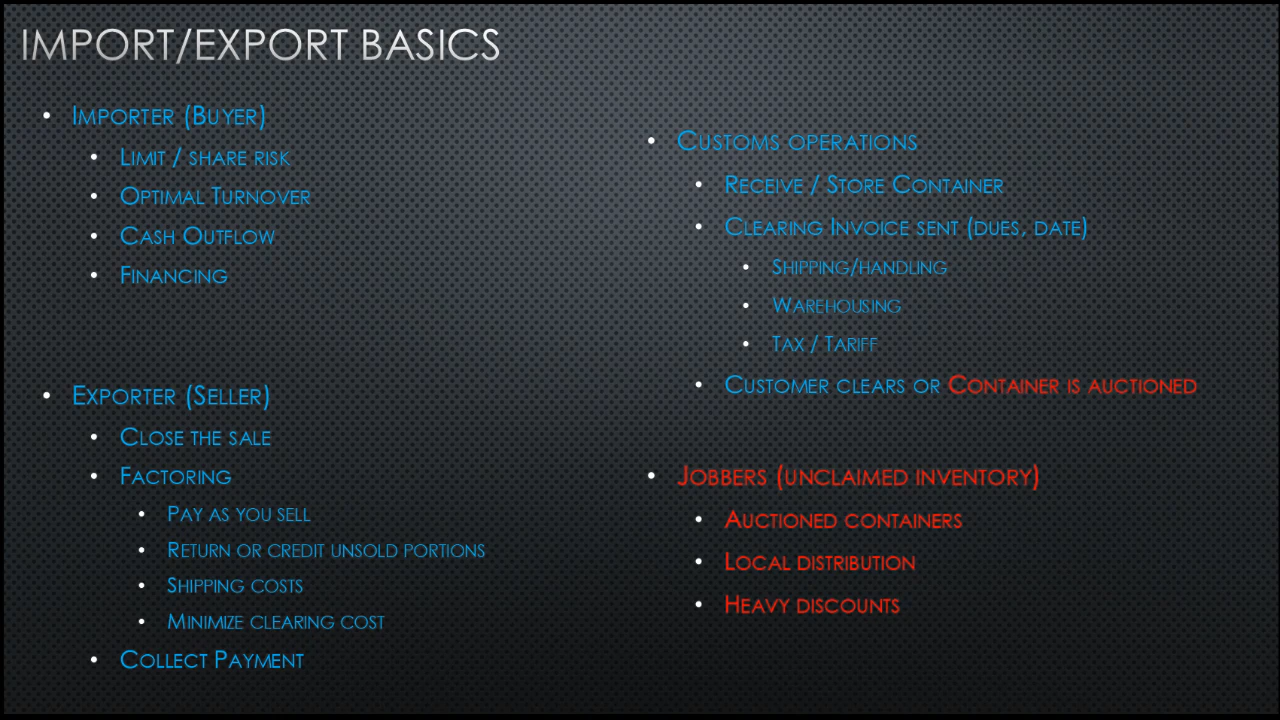 IMPORT/EXPORT BASICS
• IMPORTER (BUYER)
• LIMIT / SHARE RISK
• OPTIMAL TURNOVER
• CASH OUTFLOW
• FINANCING
• EXPORTER (SELLER)
• CLOSE THE SALE
• FACTORING
• PAY AS YOU SELL
• RETURN OR CREDIT UNSOLD PORTIONS
• SHIPPING COSTS
• MINIMIZE CLEARING COST
• COLLECT PAYMENT
• CUSTOMS OPERATIONS
• RECEIVE / STORE CONTAINER
• CLEARING INVOICE SENT (DUES, DATE)
• SHIPPING/HANDLING
• WAREHOUSING
• TAX / TARIFF
• CUSTOMER CLEARS OR CONTAINER IS AUCTIONED
• JOBBERS (UNCLAIMED INVENTORY)
• AUCTIONED CONTAINERS
• LOCAL DISTRIBUTION
• HEAVY DISCOUNTS